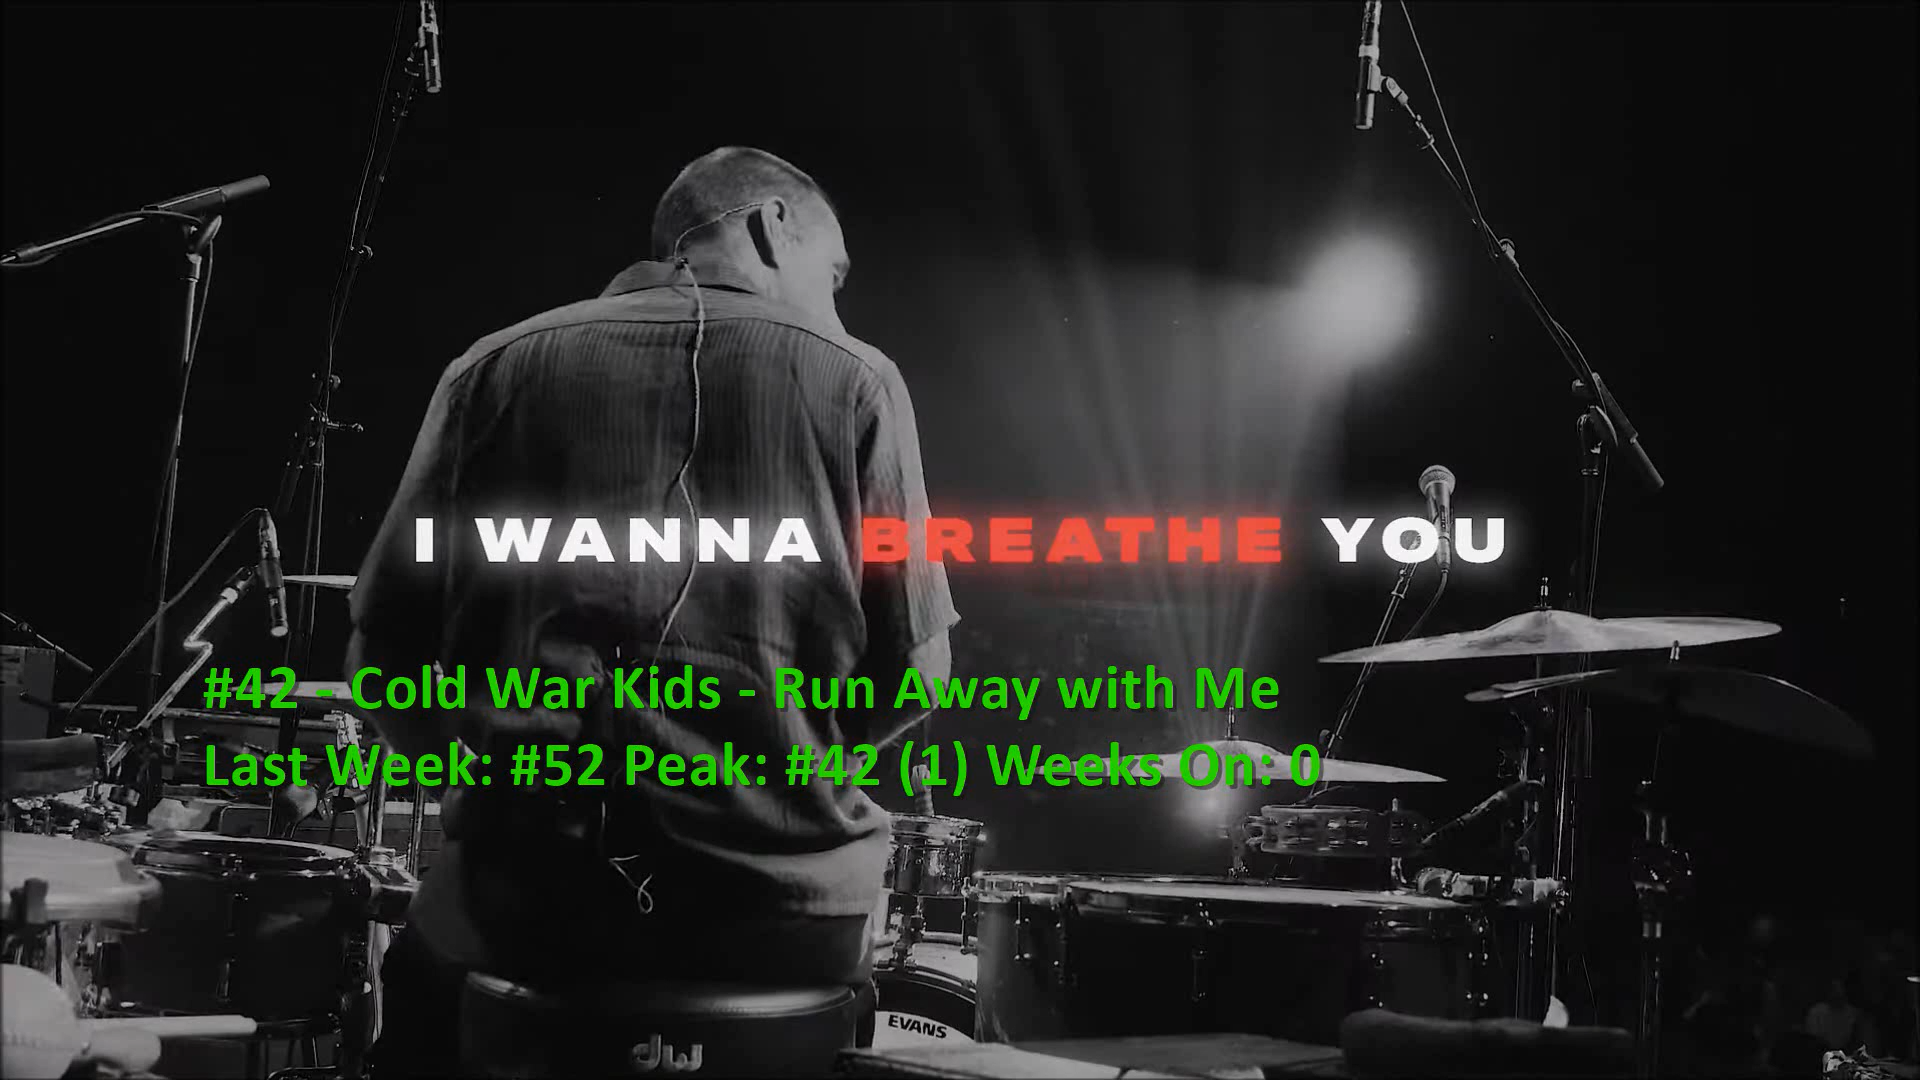 I WANNA BREATHE YOU
#42 - Cold War Kids - Run Away with Me
Last Week: #52 Peak: #42 (1) Weeks On: 0
EVANS
dw